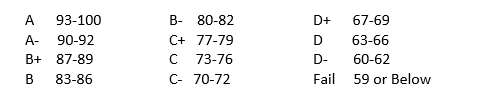 A 93-100 B- 80-82 D+ 67-69
A- 90-92 C+ 77-79 D 63-66
B+ 87-89 C 73-76 D- 60-62
B 83-86 C- 70-72 Fail 59 or Below